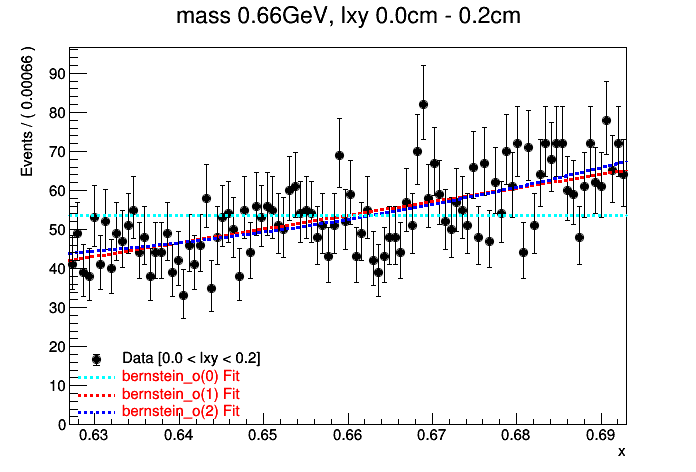 mass 0.66GeV, lxy 0.0cm - 0.2cm
Events / ( 0.00066 )
90
80
70
60
50
40
30
20
10
0
Data [0.0 < lxy < 0.2]
bernstein_o(0) Fit
bernstein_o(1) Fit
bernstein_o(2) Fit
0.63 0.64 0.65 0.66 0.67 0.68 0.69
x